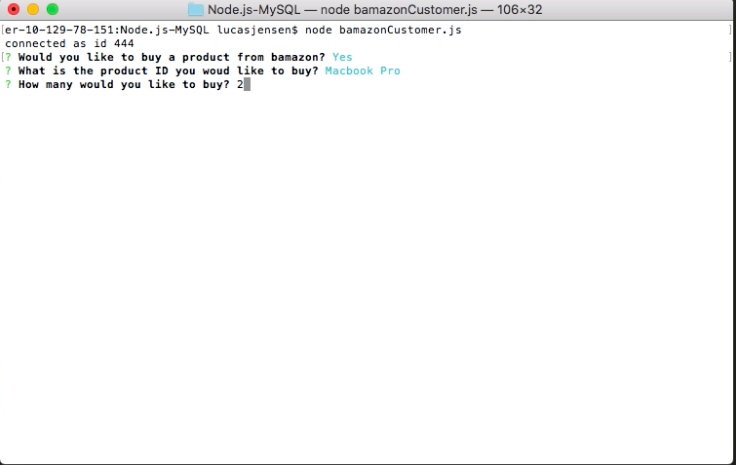 Node.js-MySQL — node bamazonCustomer.js — 106×32
[er-10-129-78-151:Node.js-MySQL lucasjensen$ node bamazonCustomer.js ]
connected as id 444
[? Would you like to buy a product from bamazon? Yes ]
? What is the product ID you woud like to buy? Macbook Pro
? How many would you like to buy? 2